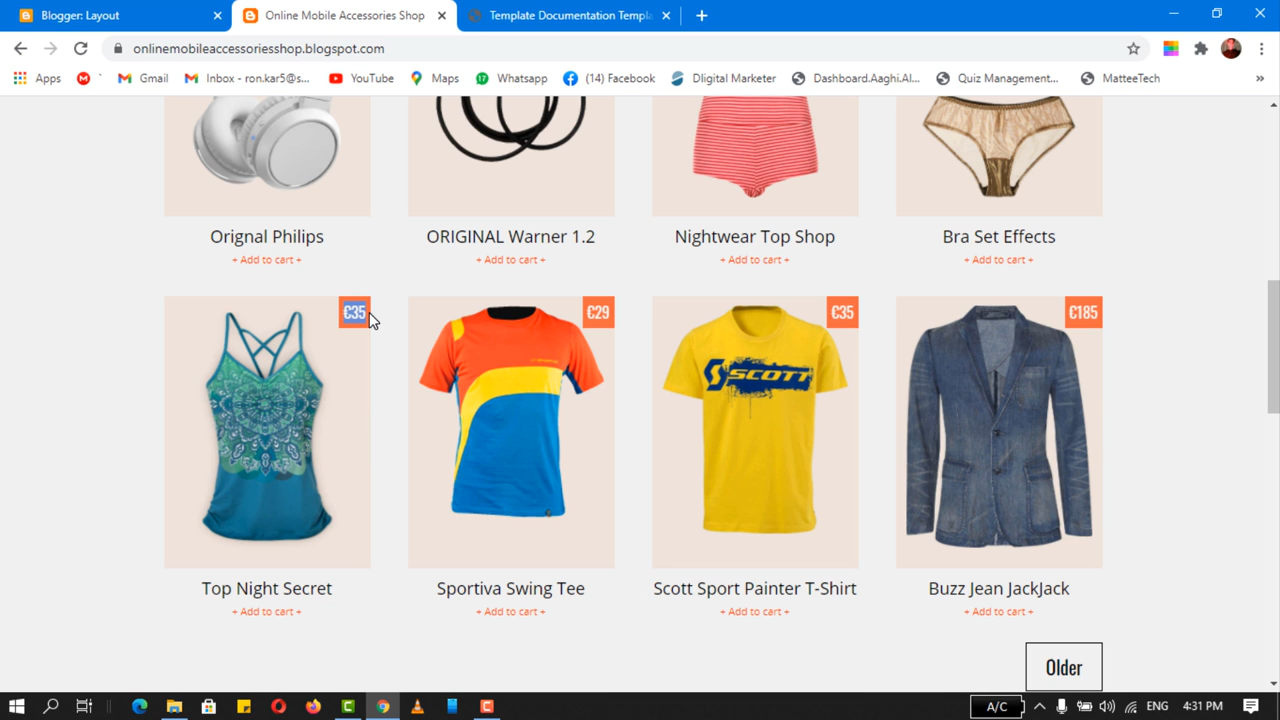 Blogger: Layout
Online Mobile Accessories Shop
Template Documentation Templa
onlinemobileaccessoriesshop.blogspot.com
Apps
Gmail
Inbox - ron.kar5@s...
YouTube
Maps
Whatsapp
(14) Facebook
DIigital Marketer
Dashboard.Aaghi.Al...
Quiz Management...
MatteeTech
»
Orignal Philips
ORIGINAL Warner 1.2
Nightwear Top Shop
Bra Set Effects
+ Add to cart +
+ Add to cart +
+ Add to cart +
+ Add to cart +
€35
€29
€35
€185
SCOTT
Top Night Secret
Sportiva Swing Tee
Scott Sport Painter T-Shirt
Buzz Jean JackJack
+ Add to cart +
+ Add to cart +
+ Add to cart +
+ Add to cart +
Older
A/C
ENG
4:31 PM